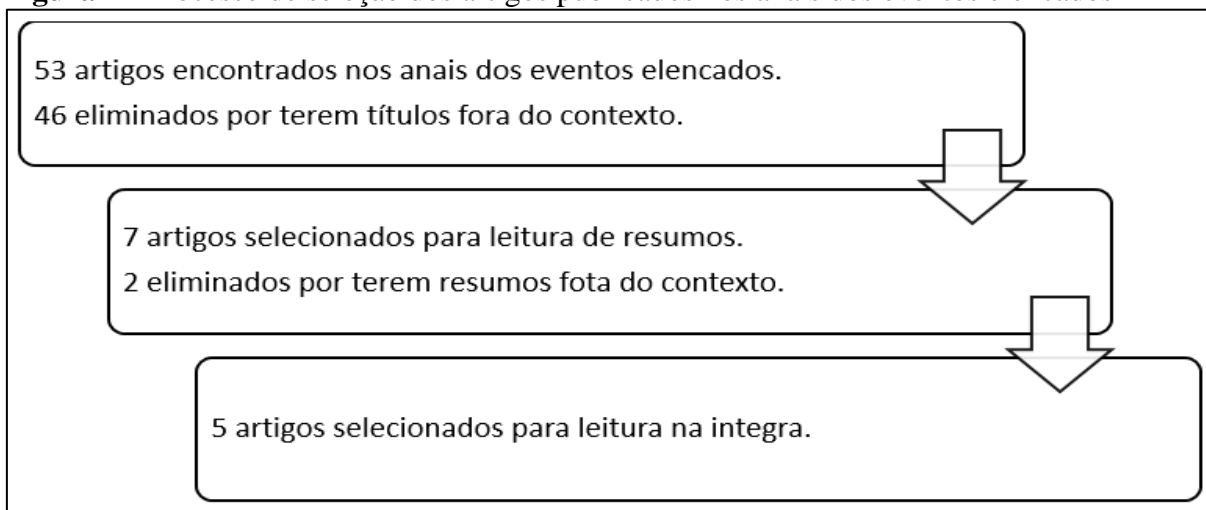 53 artigos encontrados nos anais dos eventos elencados.
46 eliminados por terem títulos fora do contexto.
7 artigos selecionados para leitura de resumos.
2 eliminados por terem resumos fota do contexto.
5 artigos selecionados para leitura na integra.